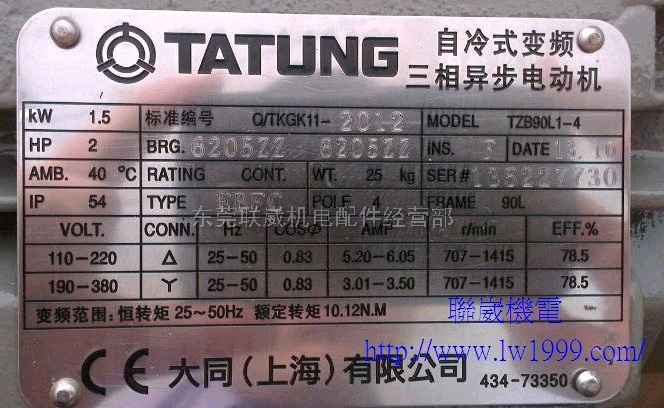 TATUNG 自冷式变频
三相异步电动机
kW 1.5 标准编号 Q/TKGK11-2012 MODEL TZB90L1-4
HP 2 BRG. 6205ZZ 6205ZZ INS. F DATE 13.10
AMB. 40 °C RATING CONT. WT. 25 kg SER# 135227730
IP 54 TYPE POLE 4 FRAME 90L
东莞联崴机电配件经营部
VOLT. CONN. Hz COSΦ AMP r/min EFF.%
110-220 Δ 25-50 0.83 5.20-6.05 707-1415 78.5
190-380 Y 25-50 0.83 3.01-3.50 707-1415 78.5
变频范围：恒转矩 25～50Hz 额定转矩 10.12N.M
聯崴機電
http://www.lw1999.com/
CE 大同（上海）有限公司 434-73350